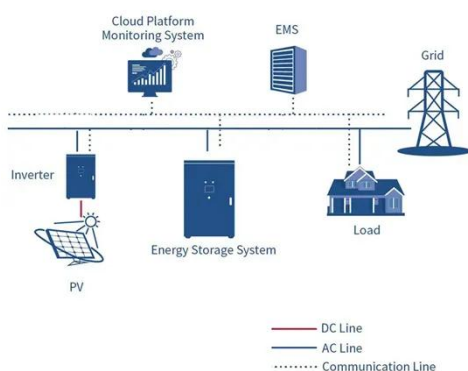 Cloud Platform
Monitoring System
EMS
Grid
Inverter
Energy Storage System
Load
PV
DC Line
AC Line
Communication Line